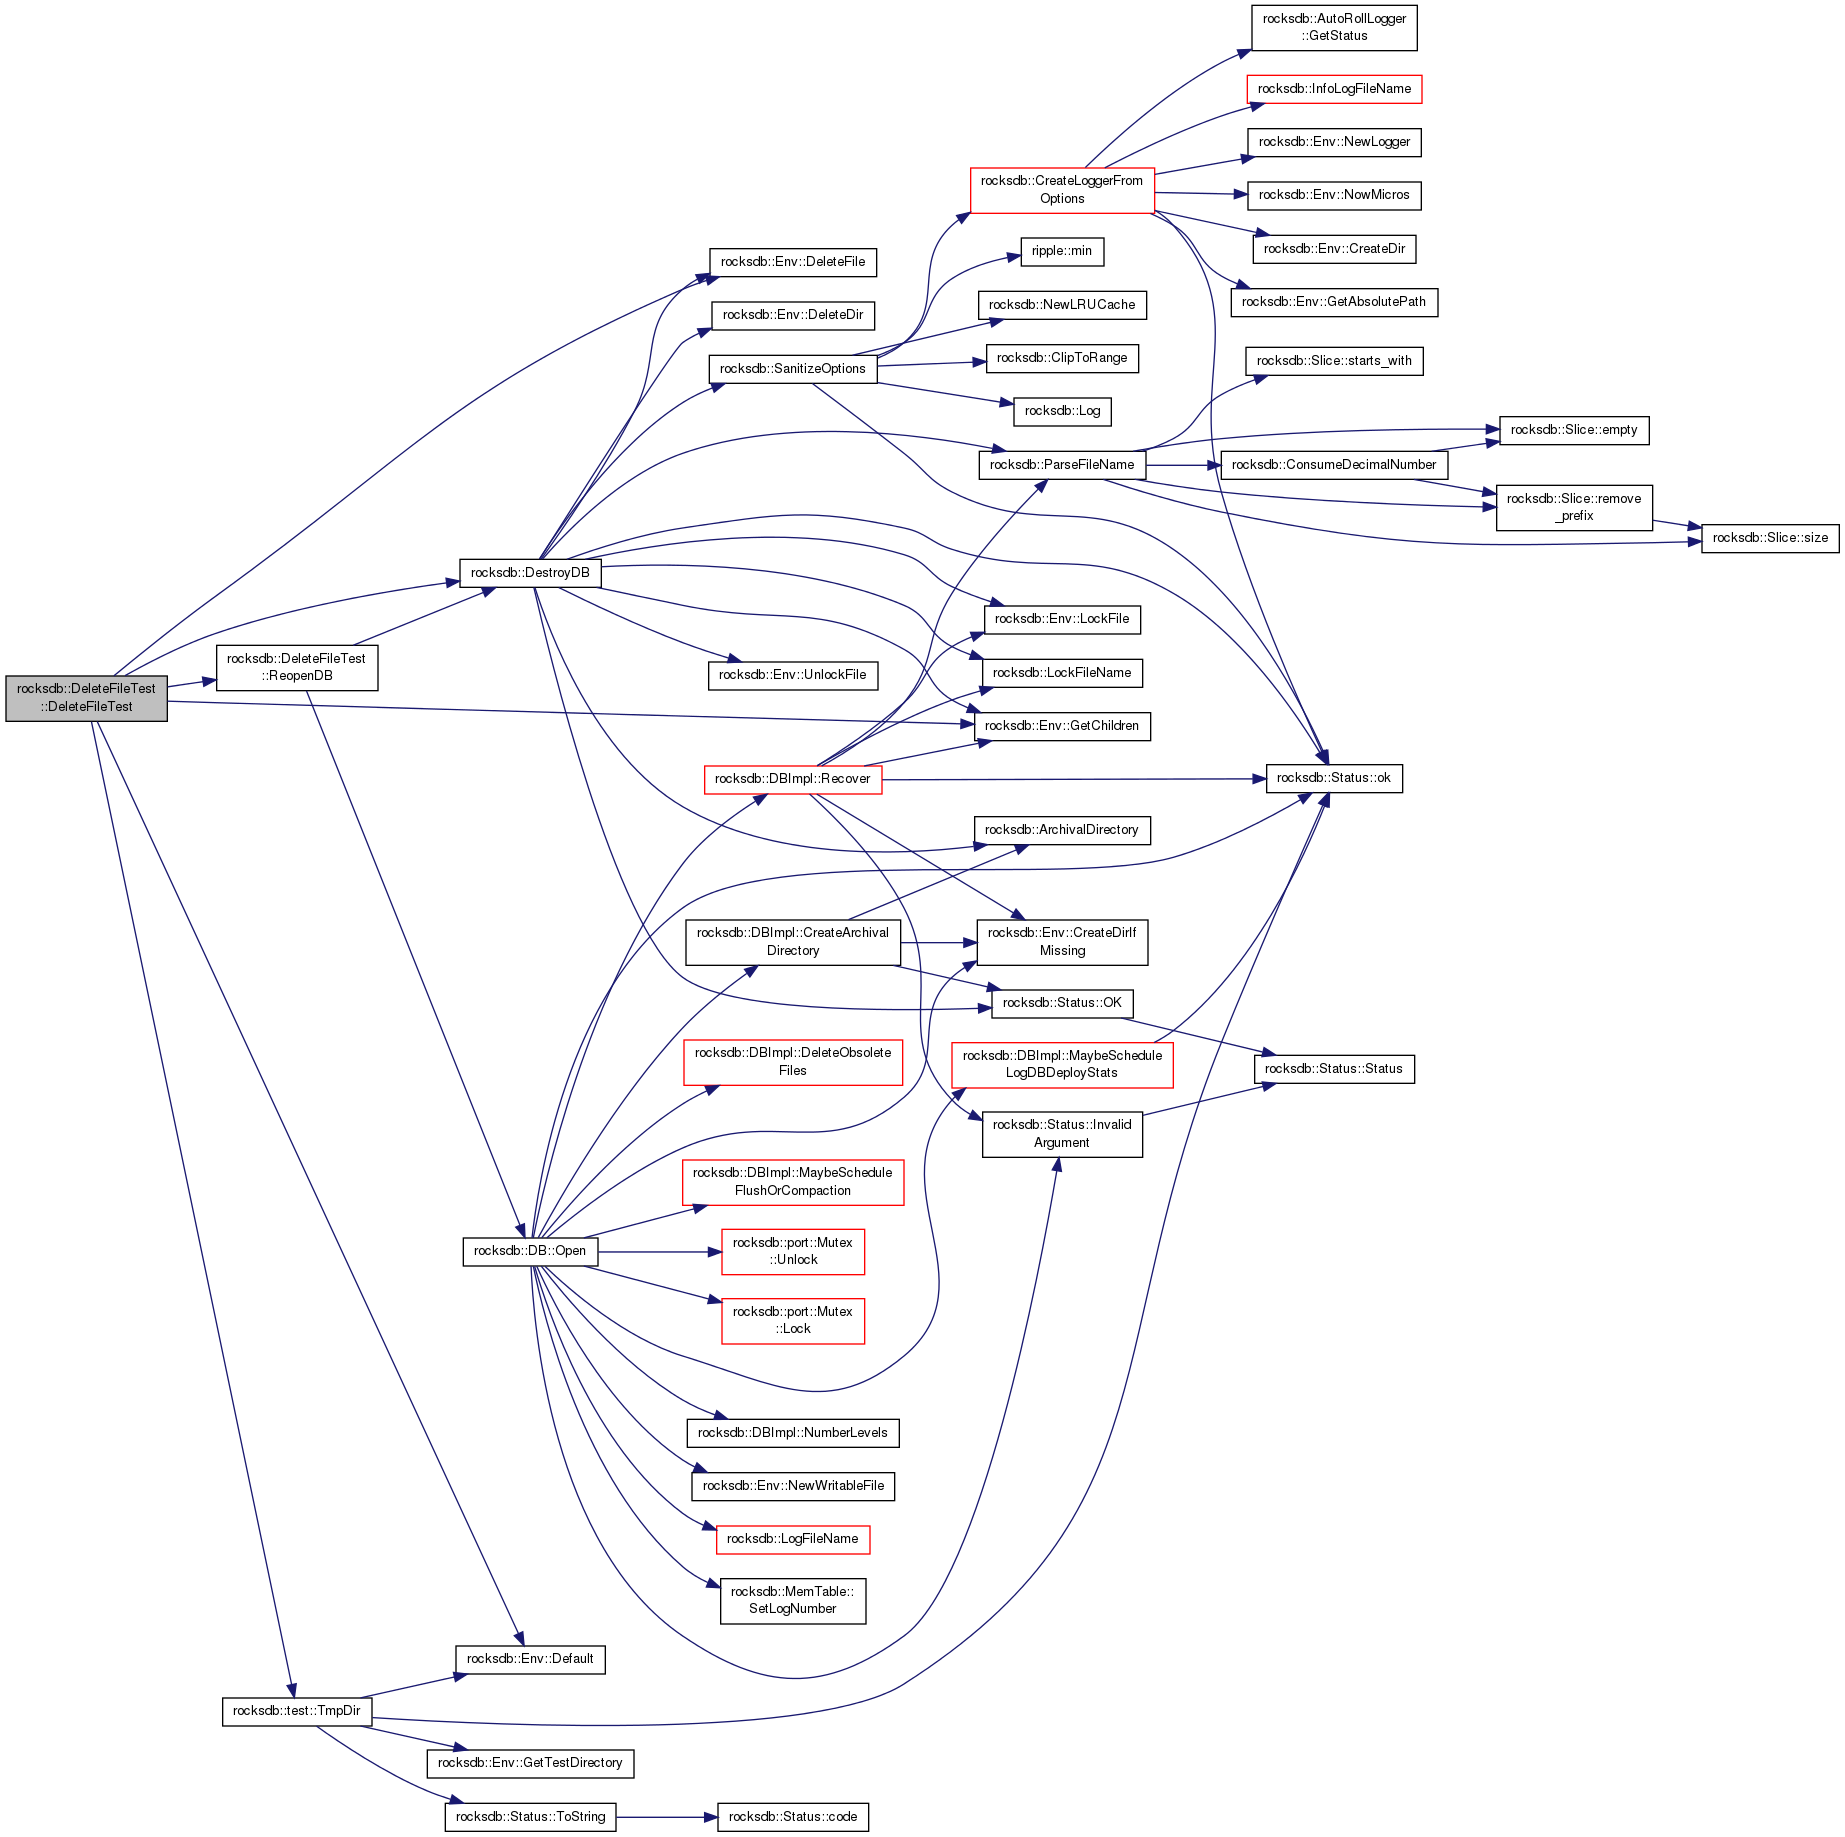 rocksdb::AutoRollLogger
::GetStatus
rocksdb::InfoLogFileName
rocksdb::Env::NewLogger
rocksdb::CreateLoggerFrom
Options
rocksdb::Env::NowMicros
ripple::min
rocksdb::Env::CreateDir
rocksdb::Env::DeleteFile
rocksdb::NewLRUCache
rocksdb::Env::GetAbsolutePath
rocksdb::Env::DeleteDir
rocksdb::SanitizeOptions
rocksdb::ClipToRange
rocksdb::Slice::starts_with
rocksdb::Log
rocksdb::Slice::empty
rocksdb::ParseFileName
rocksdb::ConsumeDecimalNumber
rocksdb::Slice::remove
_prefix
rocksdb::Slice::size
rocksdb::DestroyDB
rocksdb::Env::LockFile
rocksdb::DeleteFileTest
::ReopenDB
rocksdb::Env::UnlockFile
rocksdb::LockFileName
rocksdb::DeleteFileTest
::DeleteFileTest
rocksdb::Env::GetChildren
rocksdb::DBImpl::Recover
rocksdb::Status::ok
rocksdb::ArchivalDirectory
rocksdb::DBImpl::CreateArchival
Directory
rocksdb::Env::CreateDirIf
Missing
rocksdb::Status::OK
rocksdb::DBImpl::DeleteObsolete
Files
rocksdb::DBImpl::MaybeSchedule
LogDBDeployStats
rocksdb::Status::Status
rocksdb::Status::Invalid
Argument
rocksdb::DBImpl::MaybeSchedule
FlushOrCompaction
rocksdb::DB::Open
rocksdb::port::Mutex
::Unlock
rocksdb::port::Mutex
::Lock
rocksdb::DBImpl::NumberLevels
rocksdb::Env::NewWritableFile
rocksdb::LogFileName
rocksdb::MemTable::
SetLogNumber
rocksdb::Env::Default
rocksdb::test::TmpDir
rocksdb::Env::GetTestDirectory
rocksdb::Status::ToString
rocksdb::Status::code